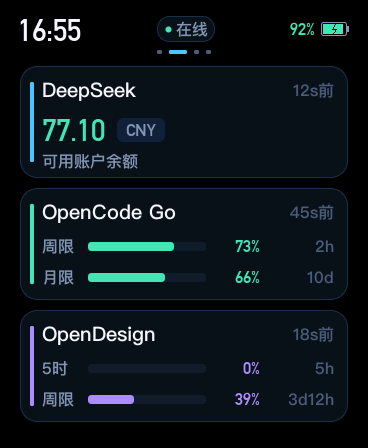 16:55 在线 92%
DeepSeek 12s前
77.10 CNY
可用账户余额
OpenCode Go 45s前
周限 73% 2h
月限 66% 10d
OpenDesign 18s前
5时 0% 5h
周限 39% 3d12h